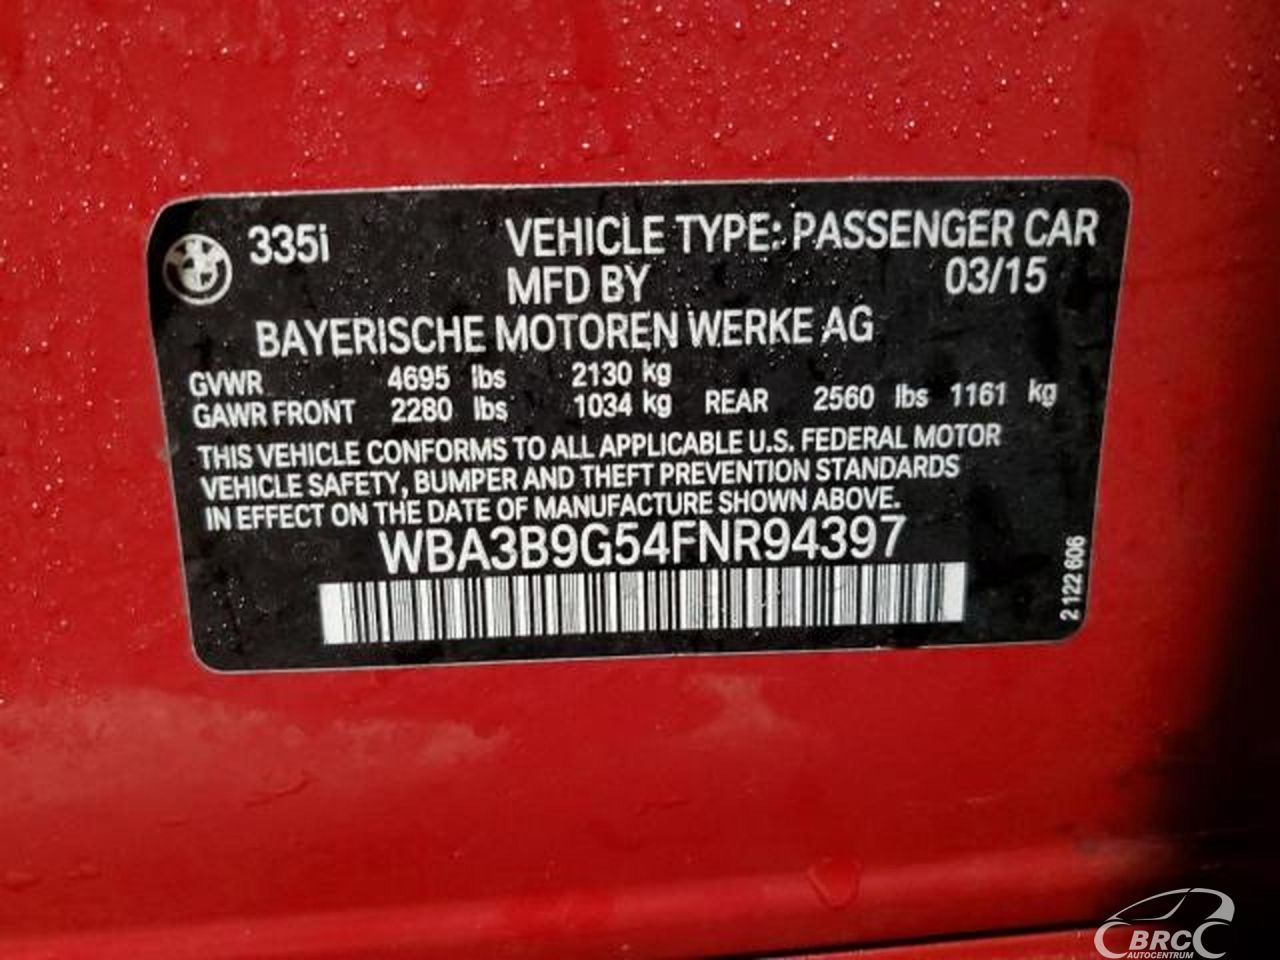 335i VEHICLE TYPE: PASSENGER CAR
MFD BY 03/15
BAYERISCHE MOTOREN WERKE AG
GVWR 4695 lbs 2130 kg
GAWR FRONT 2280 lbs 1034 kg REAR 2560 lbs 1161 kg
THIS VEHICLE CONFORMS TO ALL APPLICABLE U.S. FEDERAL MOTOR
VEHICLE SAFETY, BUMPER AND THEFT PREVENTION STANDARDS
IN EFFECT ON THE DATE OF MANUFACTURE SHOWN ABOVE.
WBA3B9G54FNR94397
2 122 606
BRC
AUTOCENTRUM